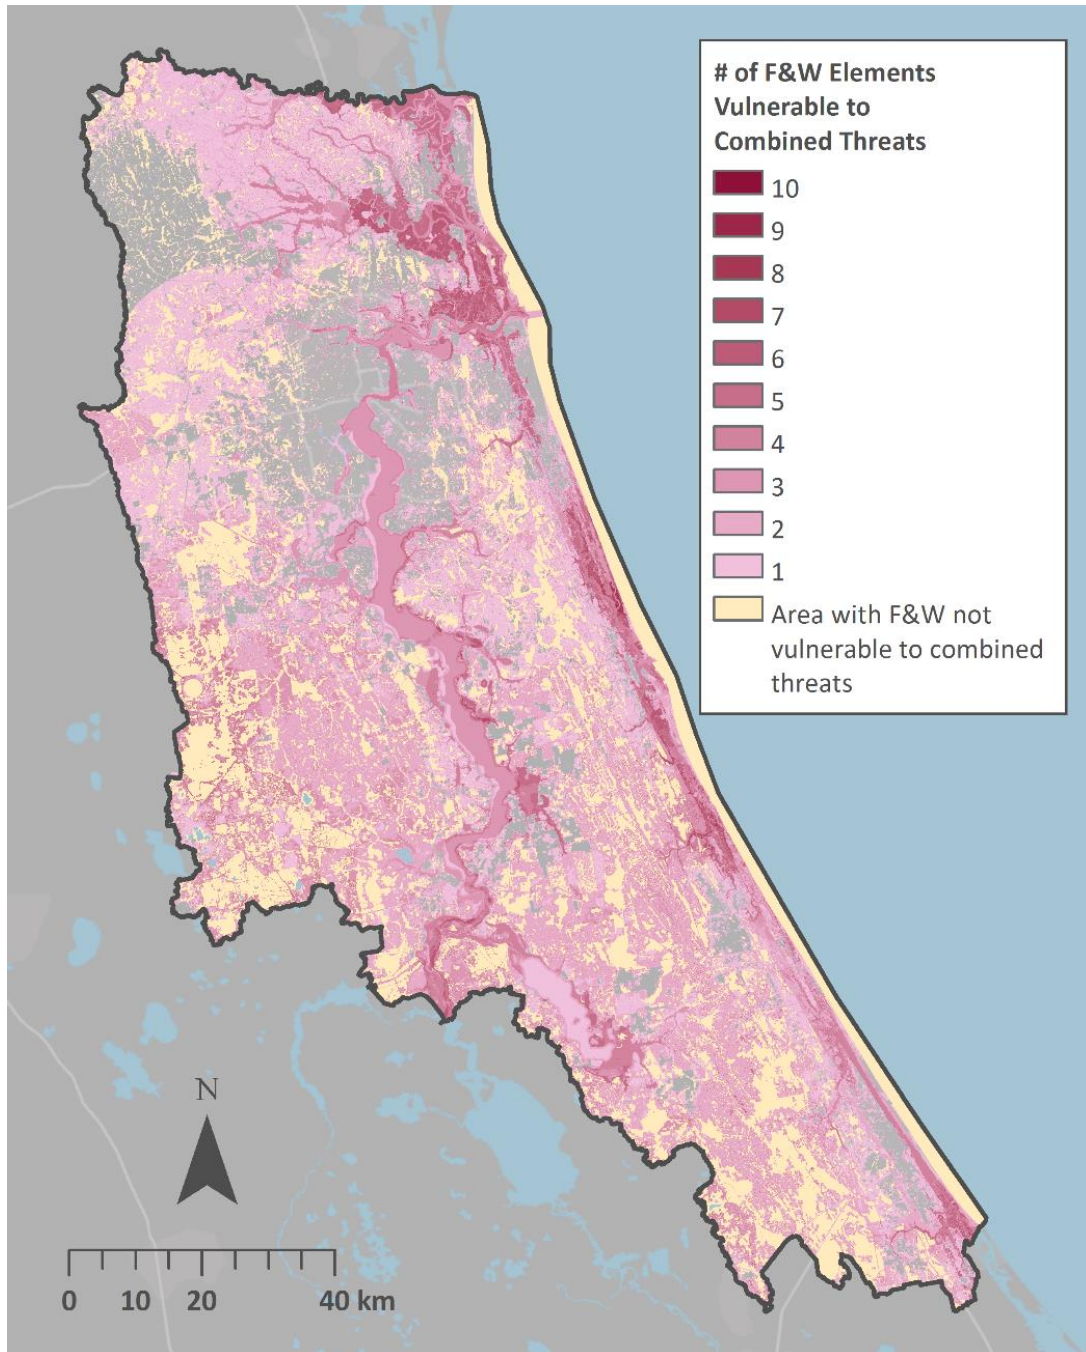 # of F&W Elements
Vulnerable to
Combined Threats
10
9
8
7
6
5
4
3
2
1
Area with F&W not
vulnerable to combined
threats
N
0 10 20 40 km